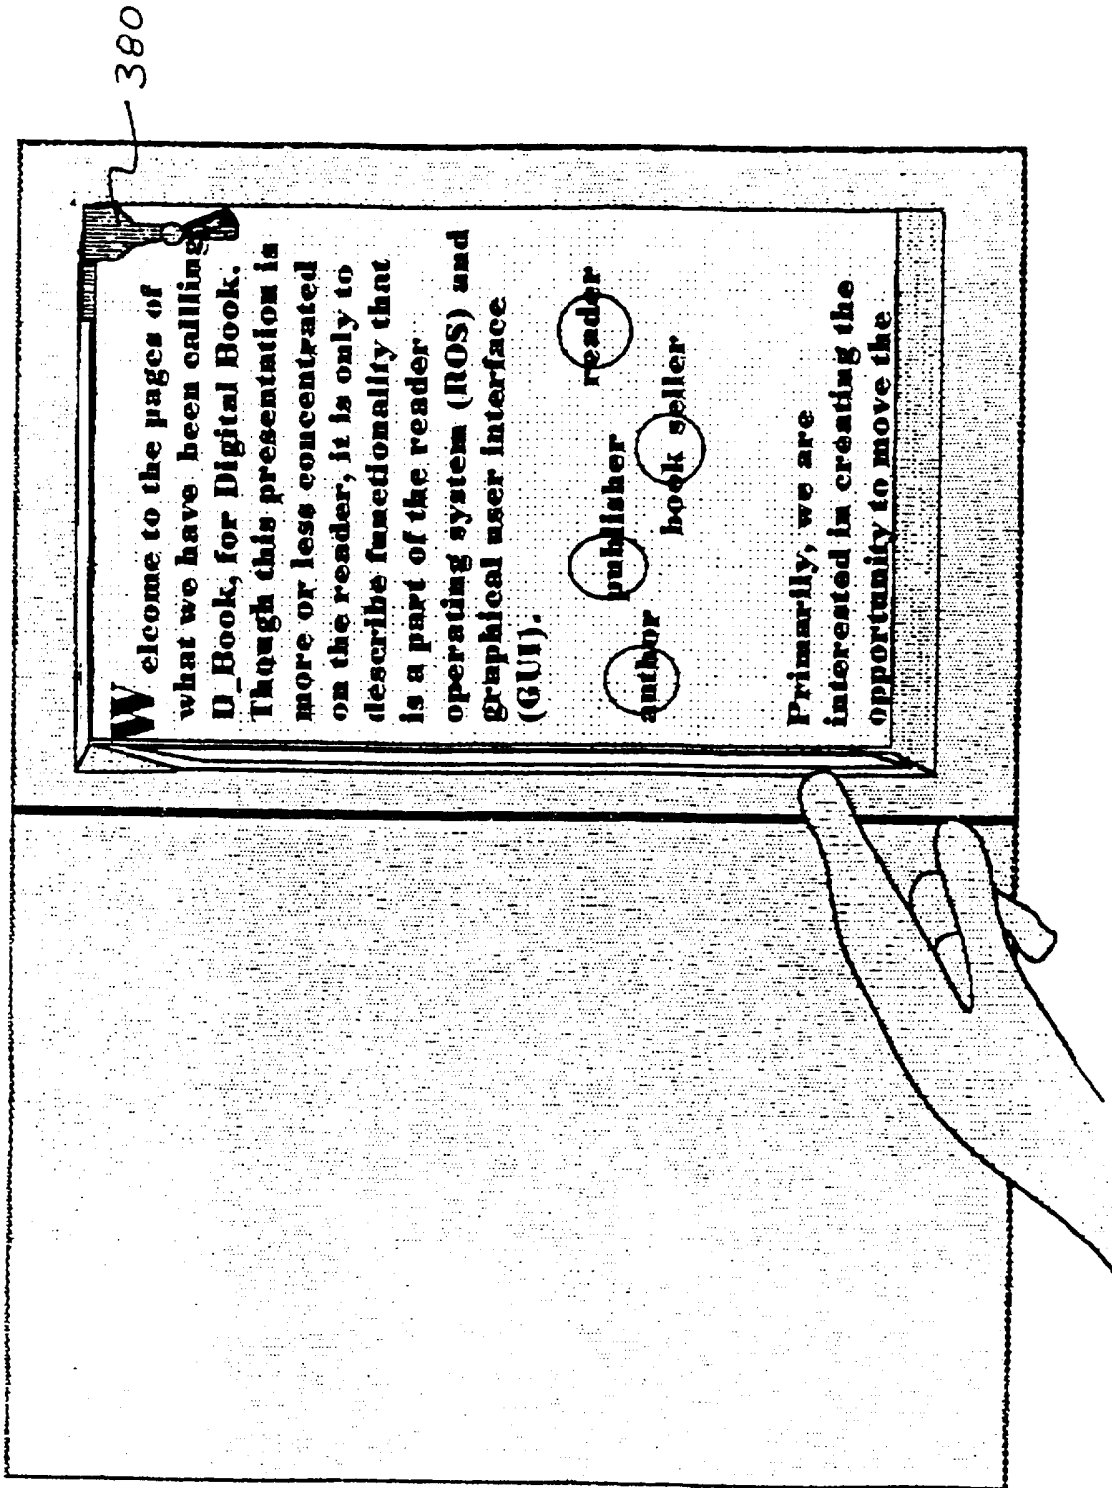 380
Welcome to the pages of
what we have been callling
D_Book, for Digital Book.
Though this presentation is
more or less concentrated
on the reader, it is only to
describe functionality that
is a part of the reader
operating system (ROS) and
graphical user interface
(GUI).
author publisher book seller reader
Primarily, we are
interested in creating the
opportunity to move the